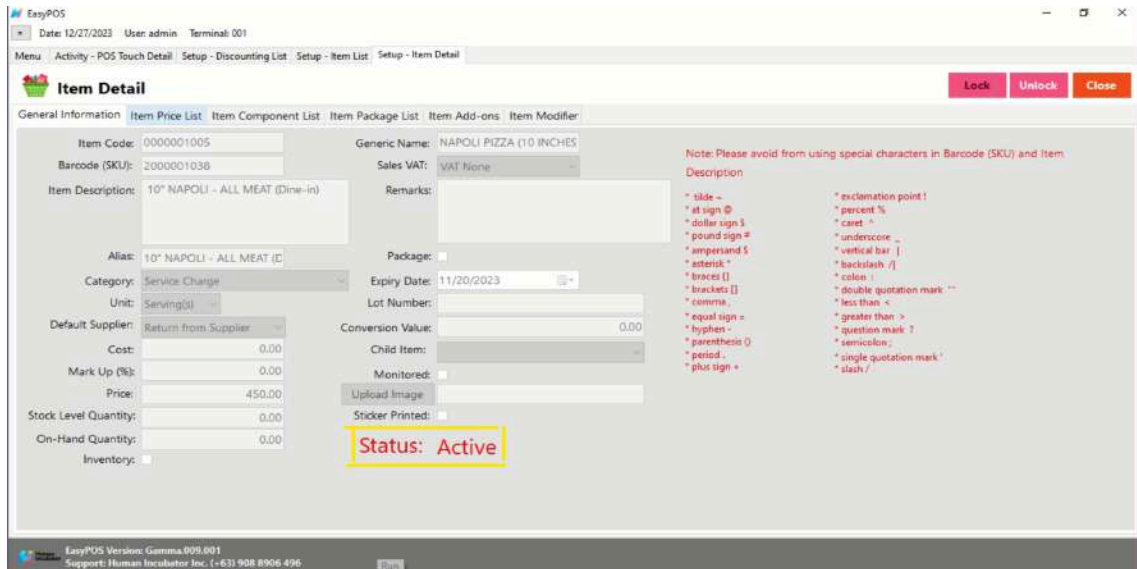 EasyPOS
Date: 12/27/2023 User: admin Terminal: 001
Menu Activity - POS Touch Detail Setup - Discounting List Setup - Item List Setup - Item Detail
Item Detail Lock Unlock Close
General Information Item Price List Item Component List Item Package List Item Add-ons Item Modifier
Item Code: 0000001005 Generic Name: NAPOLI PIZZA (10 INCHES
Barcode (SKU): 2000001038 Sales VAT: VAT None
Item Description: 10" NAPOLI - ALL MEAT (Dine-in) Remarks:
Alias: 10" NAPOLI - ALL MEAT (D Package:
Category: Service Charge Expiry Date: 11/20/2023
Unit: Serving(s) Lot Number:
Default Supplier: Return from Supplier Conversion Value: 0.00
Cost: 0.00 Child Item:
Mark Up (%): 0.00 Monitored:
Price: 450.00 Upload Image
Stock Level Quantity: 0.00 Sticker Printed:
On-Hand Quantity: 0.00 Status: Active
Inventory:
Note: Please avoid from using special characters in Barcode (SKU) and Item
Description
* tilde ~ * exclamation point !
* at sign @ * percent %
* dollar sign $ * caret ^
* pound sign # * underscore _
* ampersand $ * vertical bar |
* asterisk * * backslash /|
* braces {} * colon :
* brackets [] * double quotation mark ""
* comma , * less than <
* equal sign = * greater than >
* hyphen - * question mark ?
* parenthesis () * semicolon ;
* period . * single quotation mark '
* plus sign + * slash /
EasyPOS Version: Gamma.009.001
Support: Human Incubator Inc. (+63) 908 8906 496